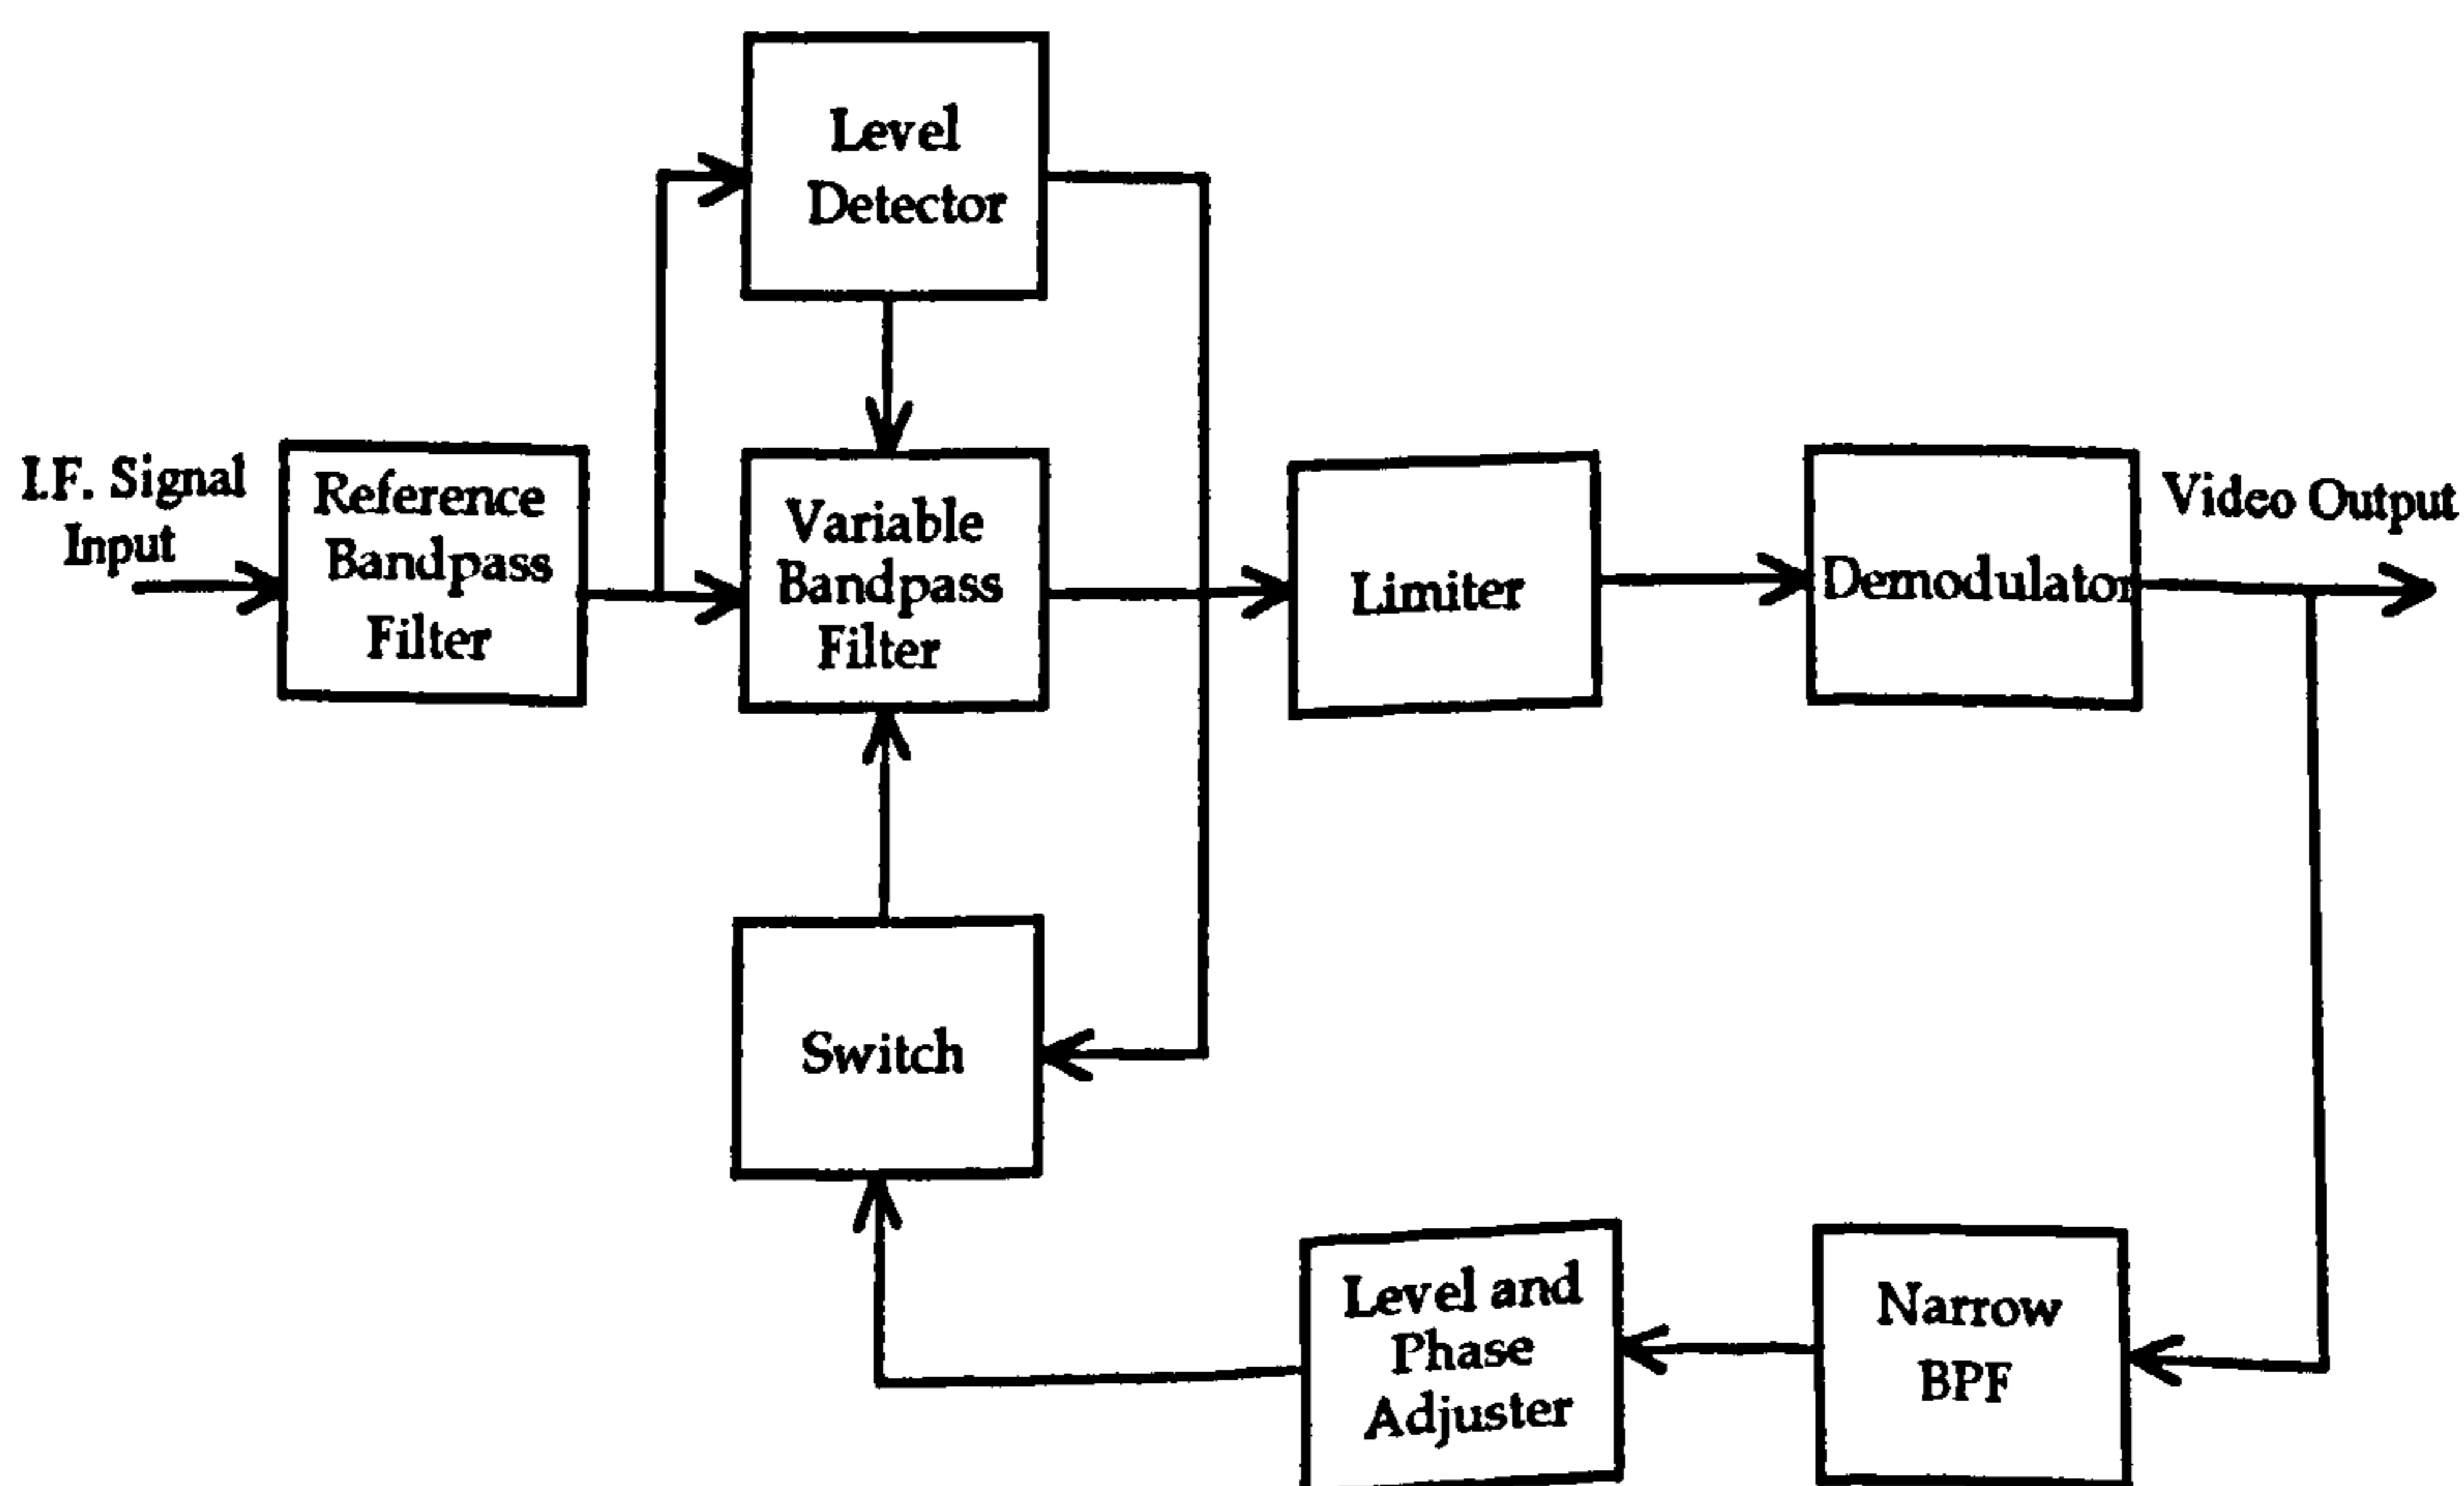 Level
Detector
I.F. Signal
Input
Reference
Bandpass
Filter
Variable
Bandpass
Filter
Limiter
Demodulator
Video Output
Switch
Level and
Phase
Adjuster
Narrow
BPF